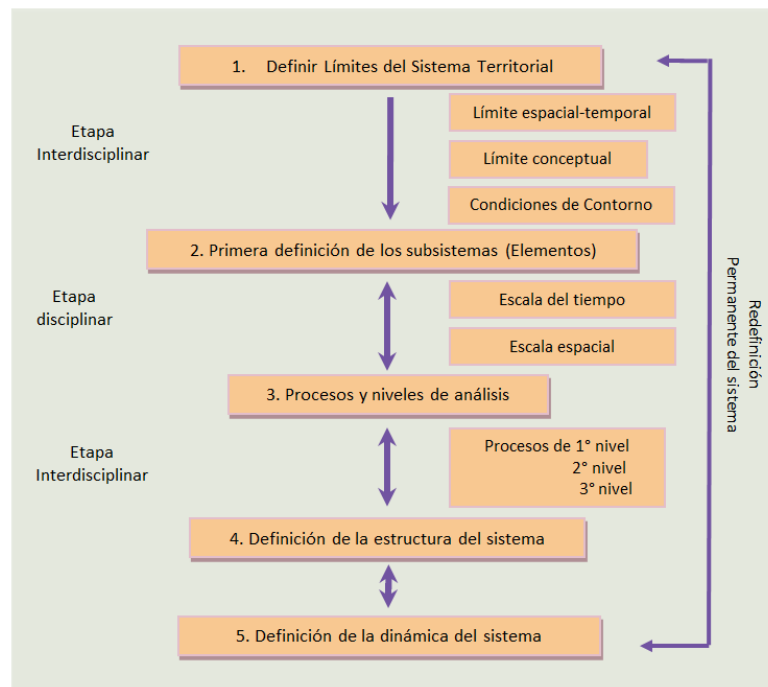 1. Definir Límites del Sistema Territorial
Etapa
Interdisciplinar
Límite espacial-temporal
Límite conceptual
Condiciones de Contorno
2. Primera definición de los subsistemas (Elementos)
Etapa
disciplinar
Escala del tiempo
Escala espacial
3. Procesos y niveles de análisis
Etapa
Interdisciplinar
Procesos de 1° nivel
2° nivel
3° nivel
4. Definición de la estructura del sistema
5. Definición de la dinámica del sistema
Redefinición
Permanente del sistema